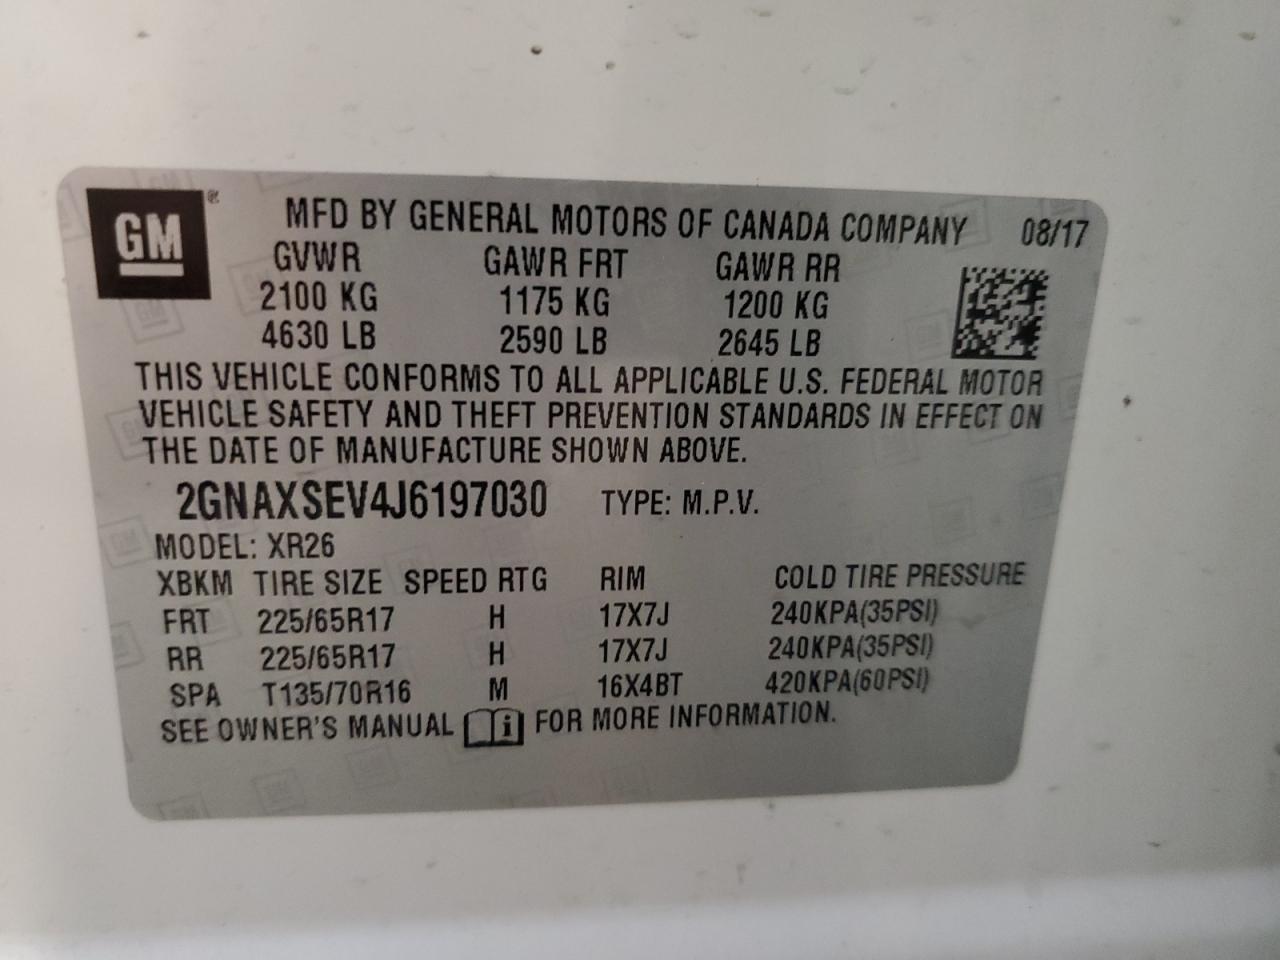 GM ® MFD BY GENERAL MOTORS OF CANADA COMPANY 08/17
GVWR GAWR FRT GAWR RR
2100 KG 1175 KG 1200 KG
4630 LB 2590 LB 2645 LB
THIS VEHICLE CONFORMS TO ALL APPLICABLE U.S. FEDERAL MOTOR
VEHICLE SAFETY AND THEFT PREVENTION STANDARDS IN EFFECT ON
THE DATE OF MANUFACTURE SHOWN ABOVE.
2GNAXSEV4J6197030 TYPE: M.P.V.
MODEL: XR26
XBKM TIRE SIZE SPEED RTG RIM COLD TIRE PRESSURE
FRT 225/65R17 H 17X7J 240KPA(35PSI)
RR 225/65R17 H 17X7J 240KPA(35PSI)
SPA T135/70R16 M 16X4BT 420KPA(60PSI)
SEE OWNER'S MANUAL i FOR MORE INFORMATION.